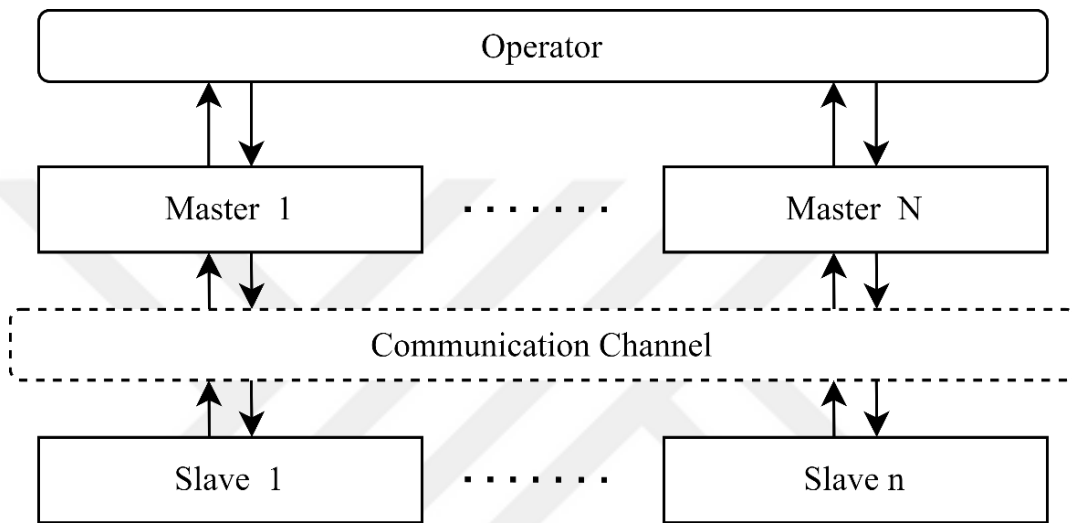 Operator
Master 1
.......
Master N
Communication Channel
Slave 1
.......
Slave n